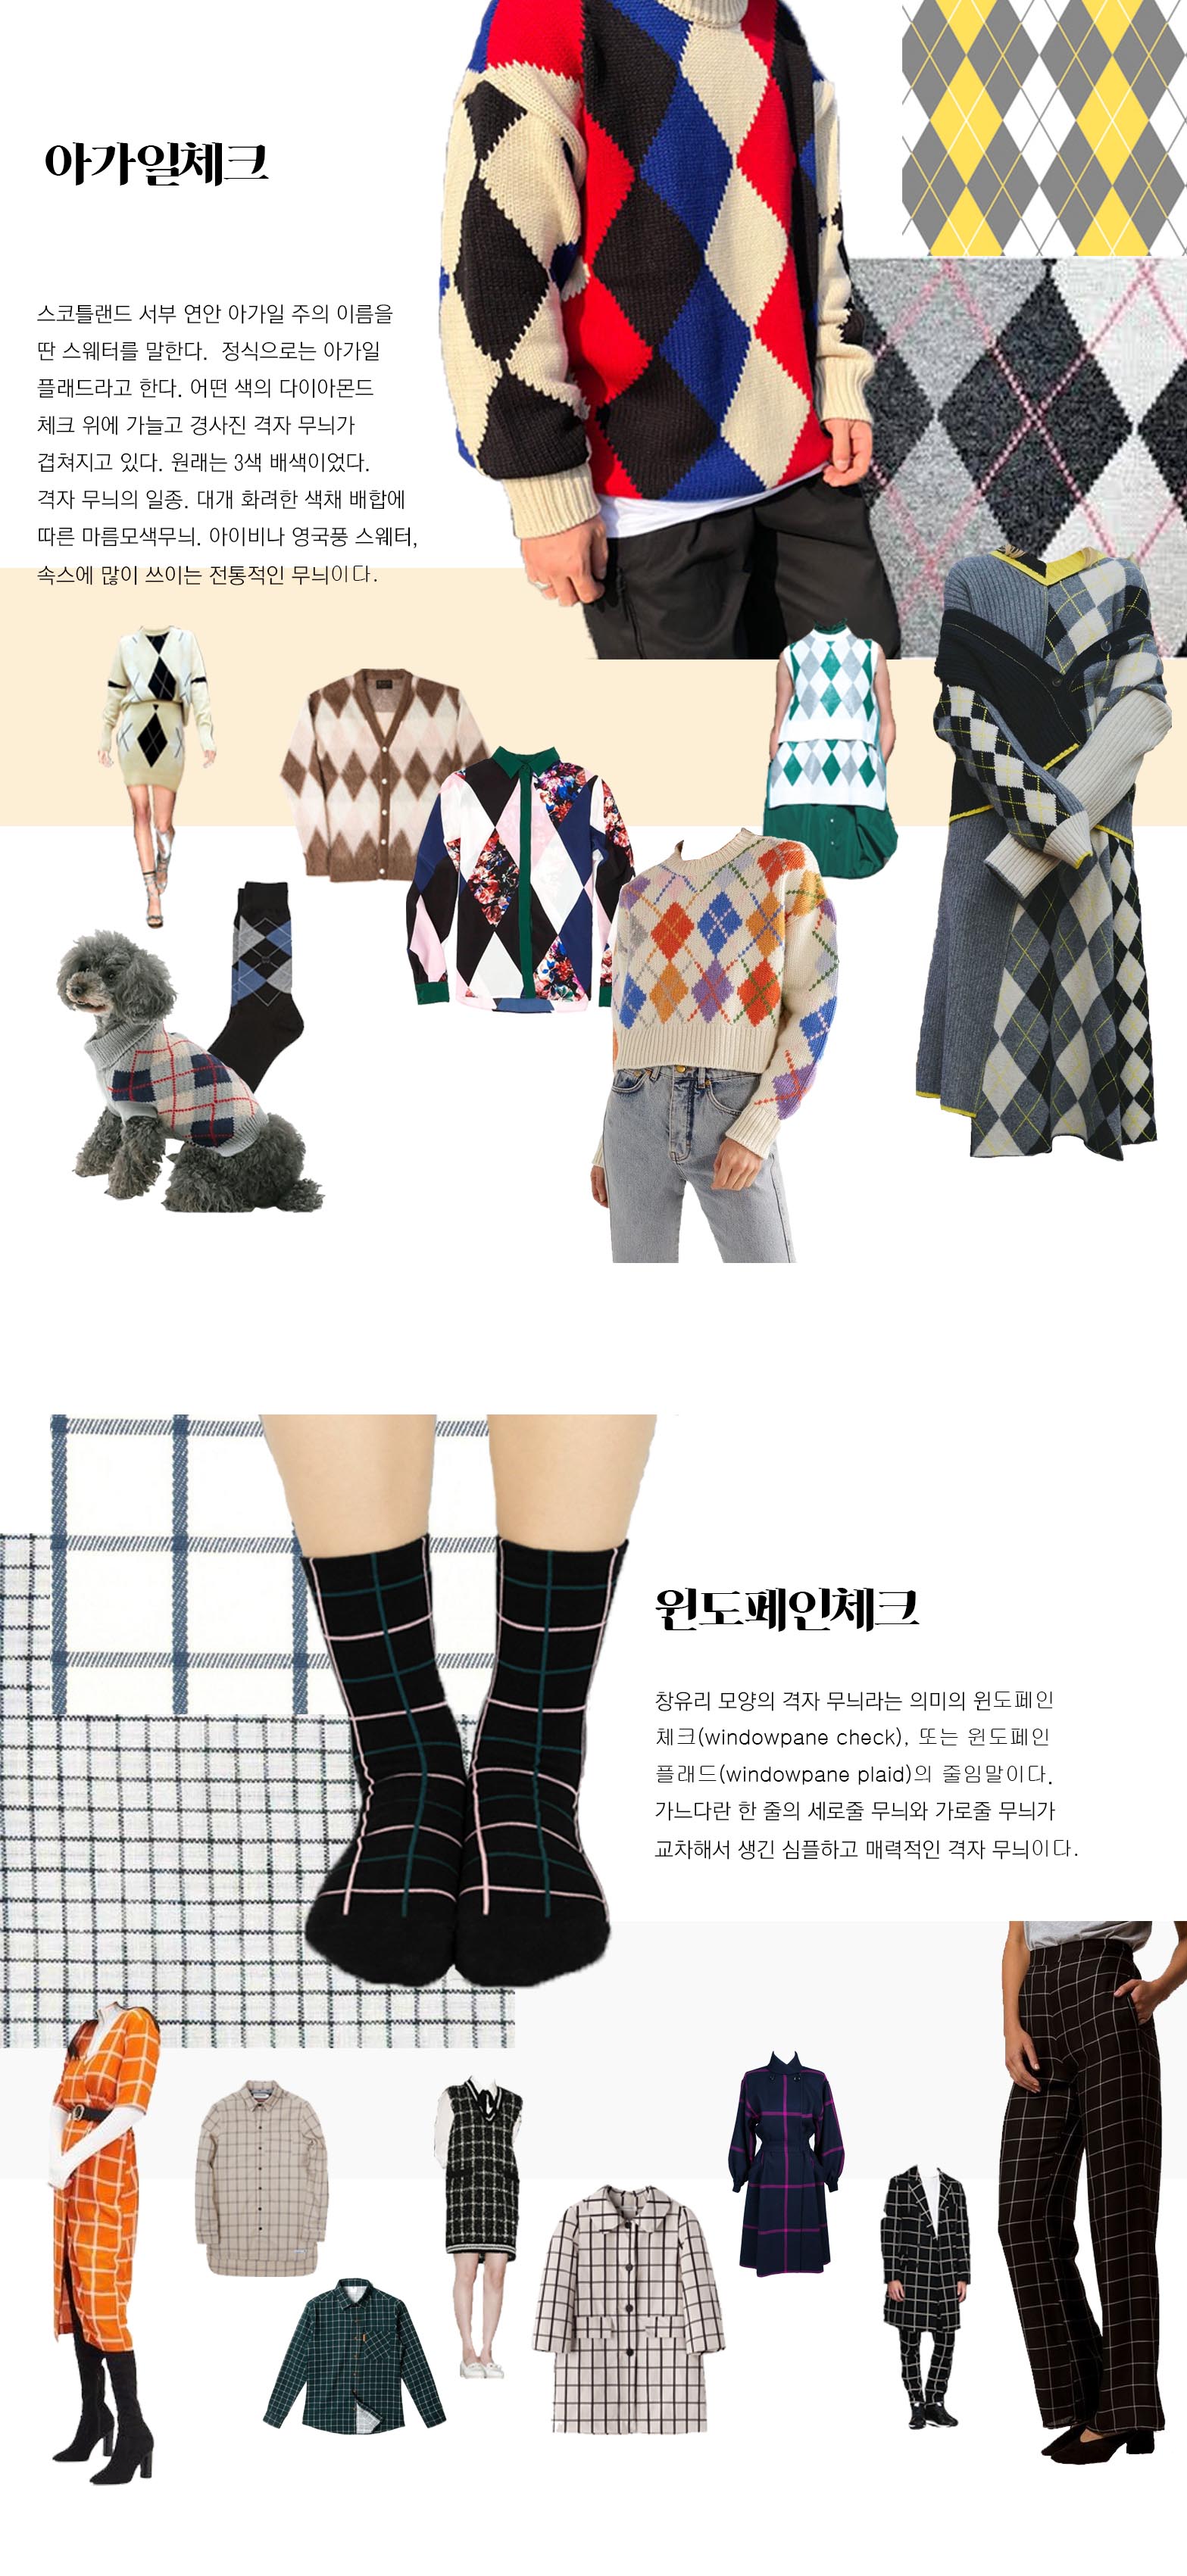 아가일체크
스코틀랜드 서부 연안 아가일 주의 이름을
딴 스웨터를 말한다. 정식으로는 아가일
플래드라고 한다. 어떤 색의 다이아몬드
체크 위에 가늘고 경사진 격자 무늬가
겹쳐지고 있다. 원래는 3색 배색이었다.
격자 무늬의 일종. 대개 화려한 색채 배합에
따른 마름모색무늬. 아이비나 영국풍 스웨터,
속스에 많이 쓰이는 전통적인 무늬이다.
윈도페인체크
창유리 모양의 격자 무늬라는 의미의 윈도페인
체크(windowpane check), 또는 윈도페인
플래드(windowpane plaid)의 줄임말이다.
가느다란 한 줄의 세로줄 무늬와 가로줄 무늬가
교차해서 생긴 심플하고 매력적인 격자 무늬이다.